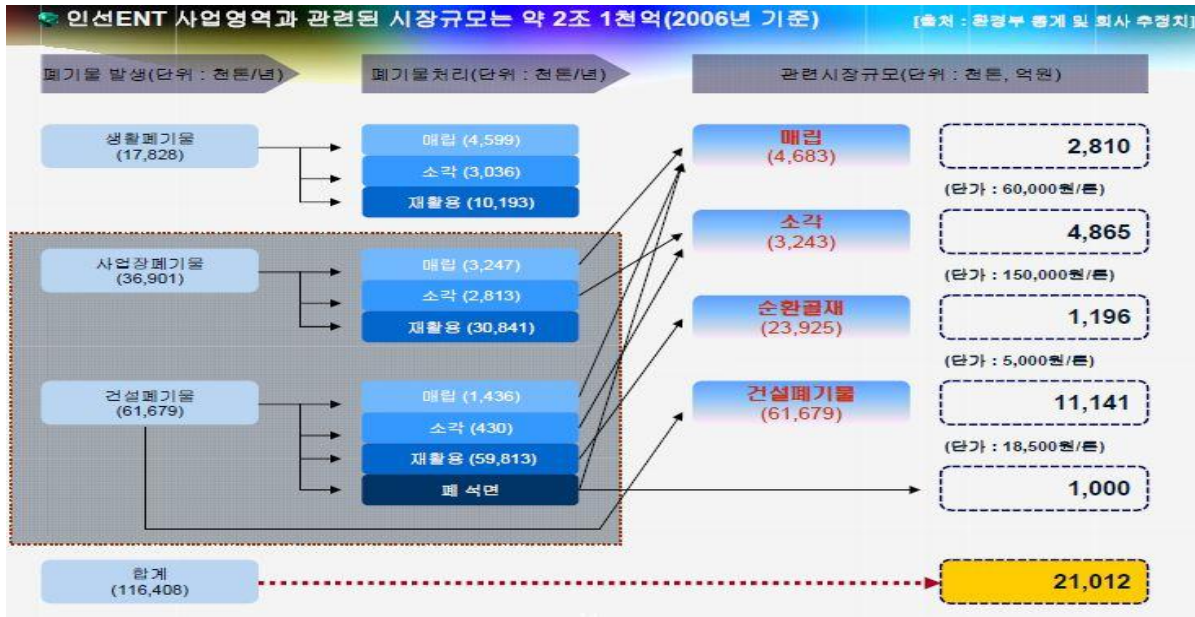 인선ENT 사업영역과 관련된 시장규모는 약 2조 1천억(2006년 기준)
[출처 : 환경부 통계 및 회사 추정치]
폐기물 발생(단위 : 천톤/년)
폐기물처리(단위 : 천톤/년)
관련시장규모(단위 : 천톤, 억원)
생활폐기물
(17,828)
매립 (4,599)
소각 (3,036)
재활용 (10,193)
매립
(4,683)
2,810
(단가 : 60,000원/톤)
사업장폐기물
(36,901)
매립 (3,247)
소각 (2,813)
재활용 (30,841)
소각
(3,243)
4,865
(단가 : 150,000원/톤)
순환골재
(23,925)
1,196
(단가 : 5,000원/톤)
건설폐기물
(61,679)
매립 (1,436)
소각 (430)
재활용 (59,813)
폐 석면
건설폐기물
(61,679)
11,141
(단가 : 18,500원/톤)
1,000
합계
(116,408)
21,012